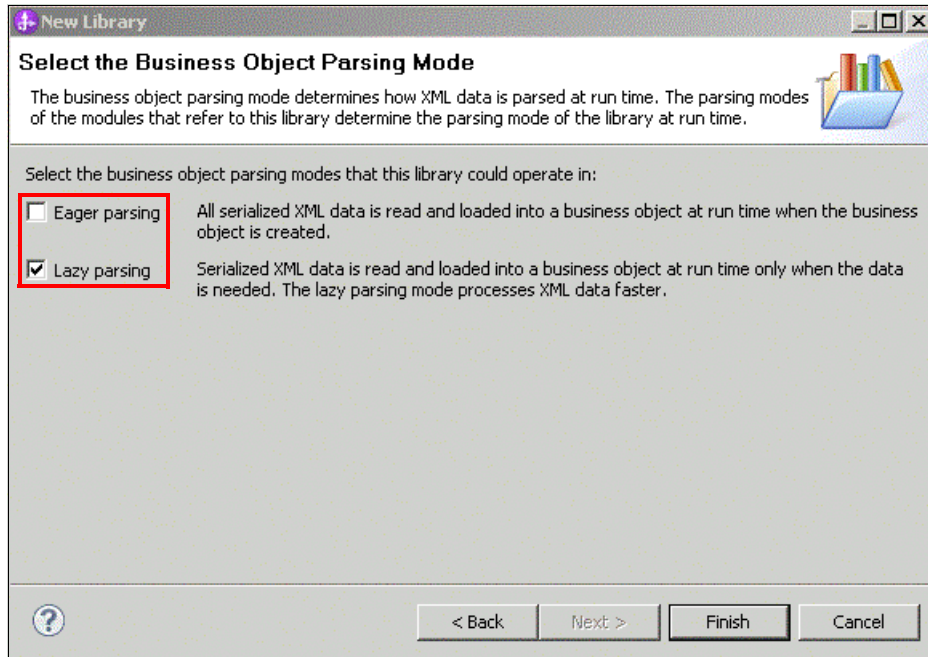 New Library
Select the Business Object Parsing Mode
The business object parsing mode determines how XML data is parsed at run time. The parsing modes
of the modules that refer to this library determine the parsing mode of the library at run time.
Select the business object parsing modes that this library could operate in:
Eager parsing
All serialized XML data is read and loaded into a business object at run time when the business
object is created.
Lazy parsing
Serialized XML data is read and loaded into a business object at run time only when the data
is needed. The lazy parsing mode processes XML data faster.
?
< Back
Next >
Finish
Cancel